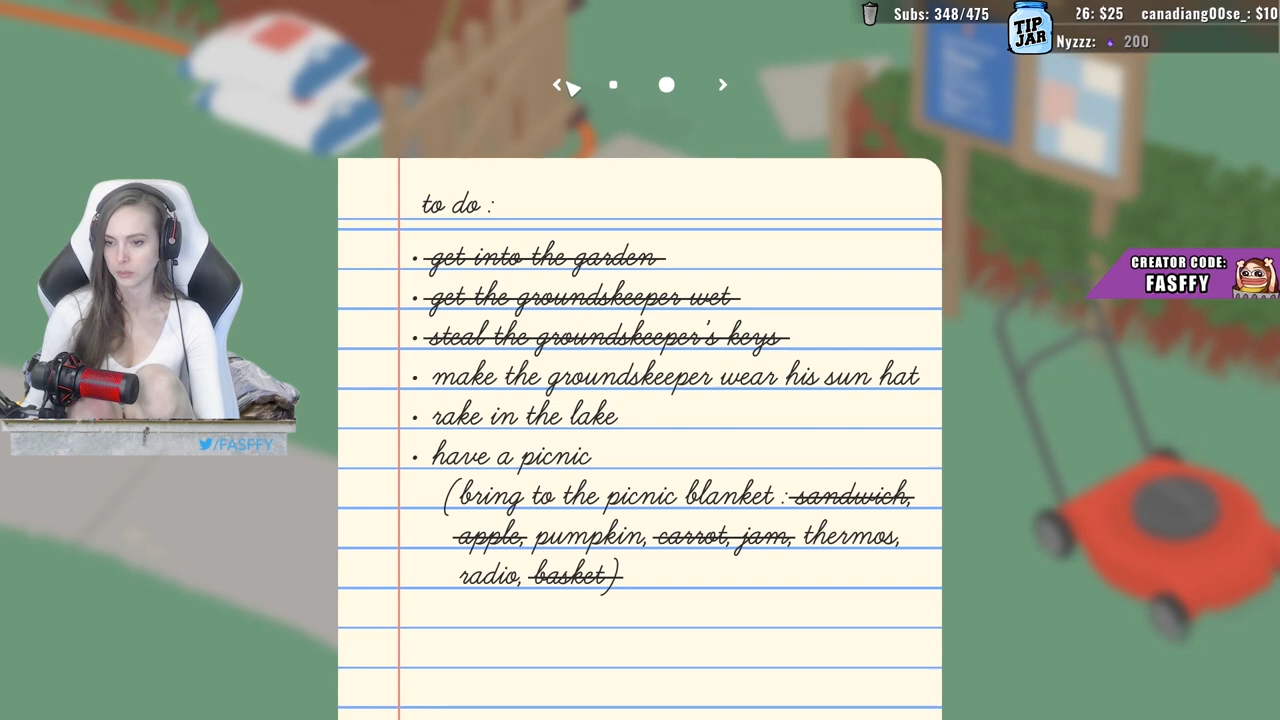 Subs: 348/475
TIP JAR
26: $25 canadiang00se_: $10
Nyzzz: 200
to do :
• get into the garden
• get the groundskeeper wet
• steal the groundskeeper's keys
• make the groundskeeper wear his sun hat
• rake in the lake
• have a picnic
(bring to the picnic blanket : sandwich,
apple, pumpkin, carrot, jam, thermos,
radio, basket)
CREATOR CODE:
FASFFY
/FASFFY